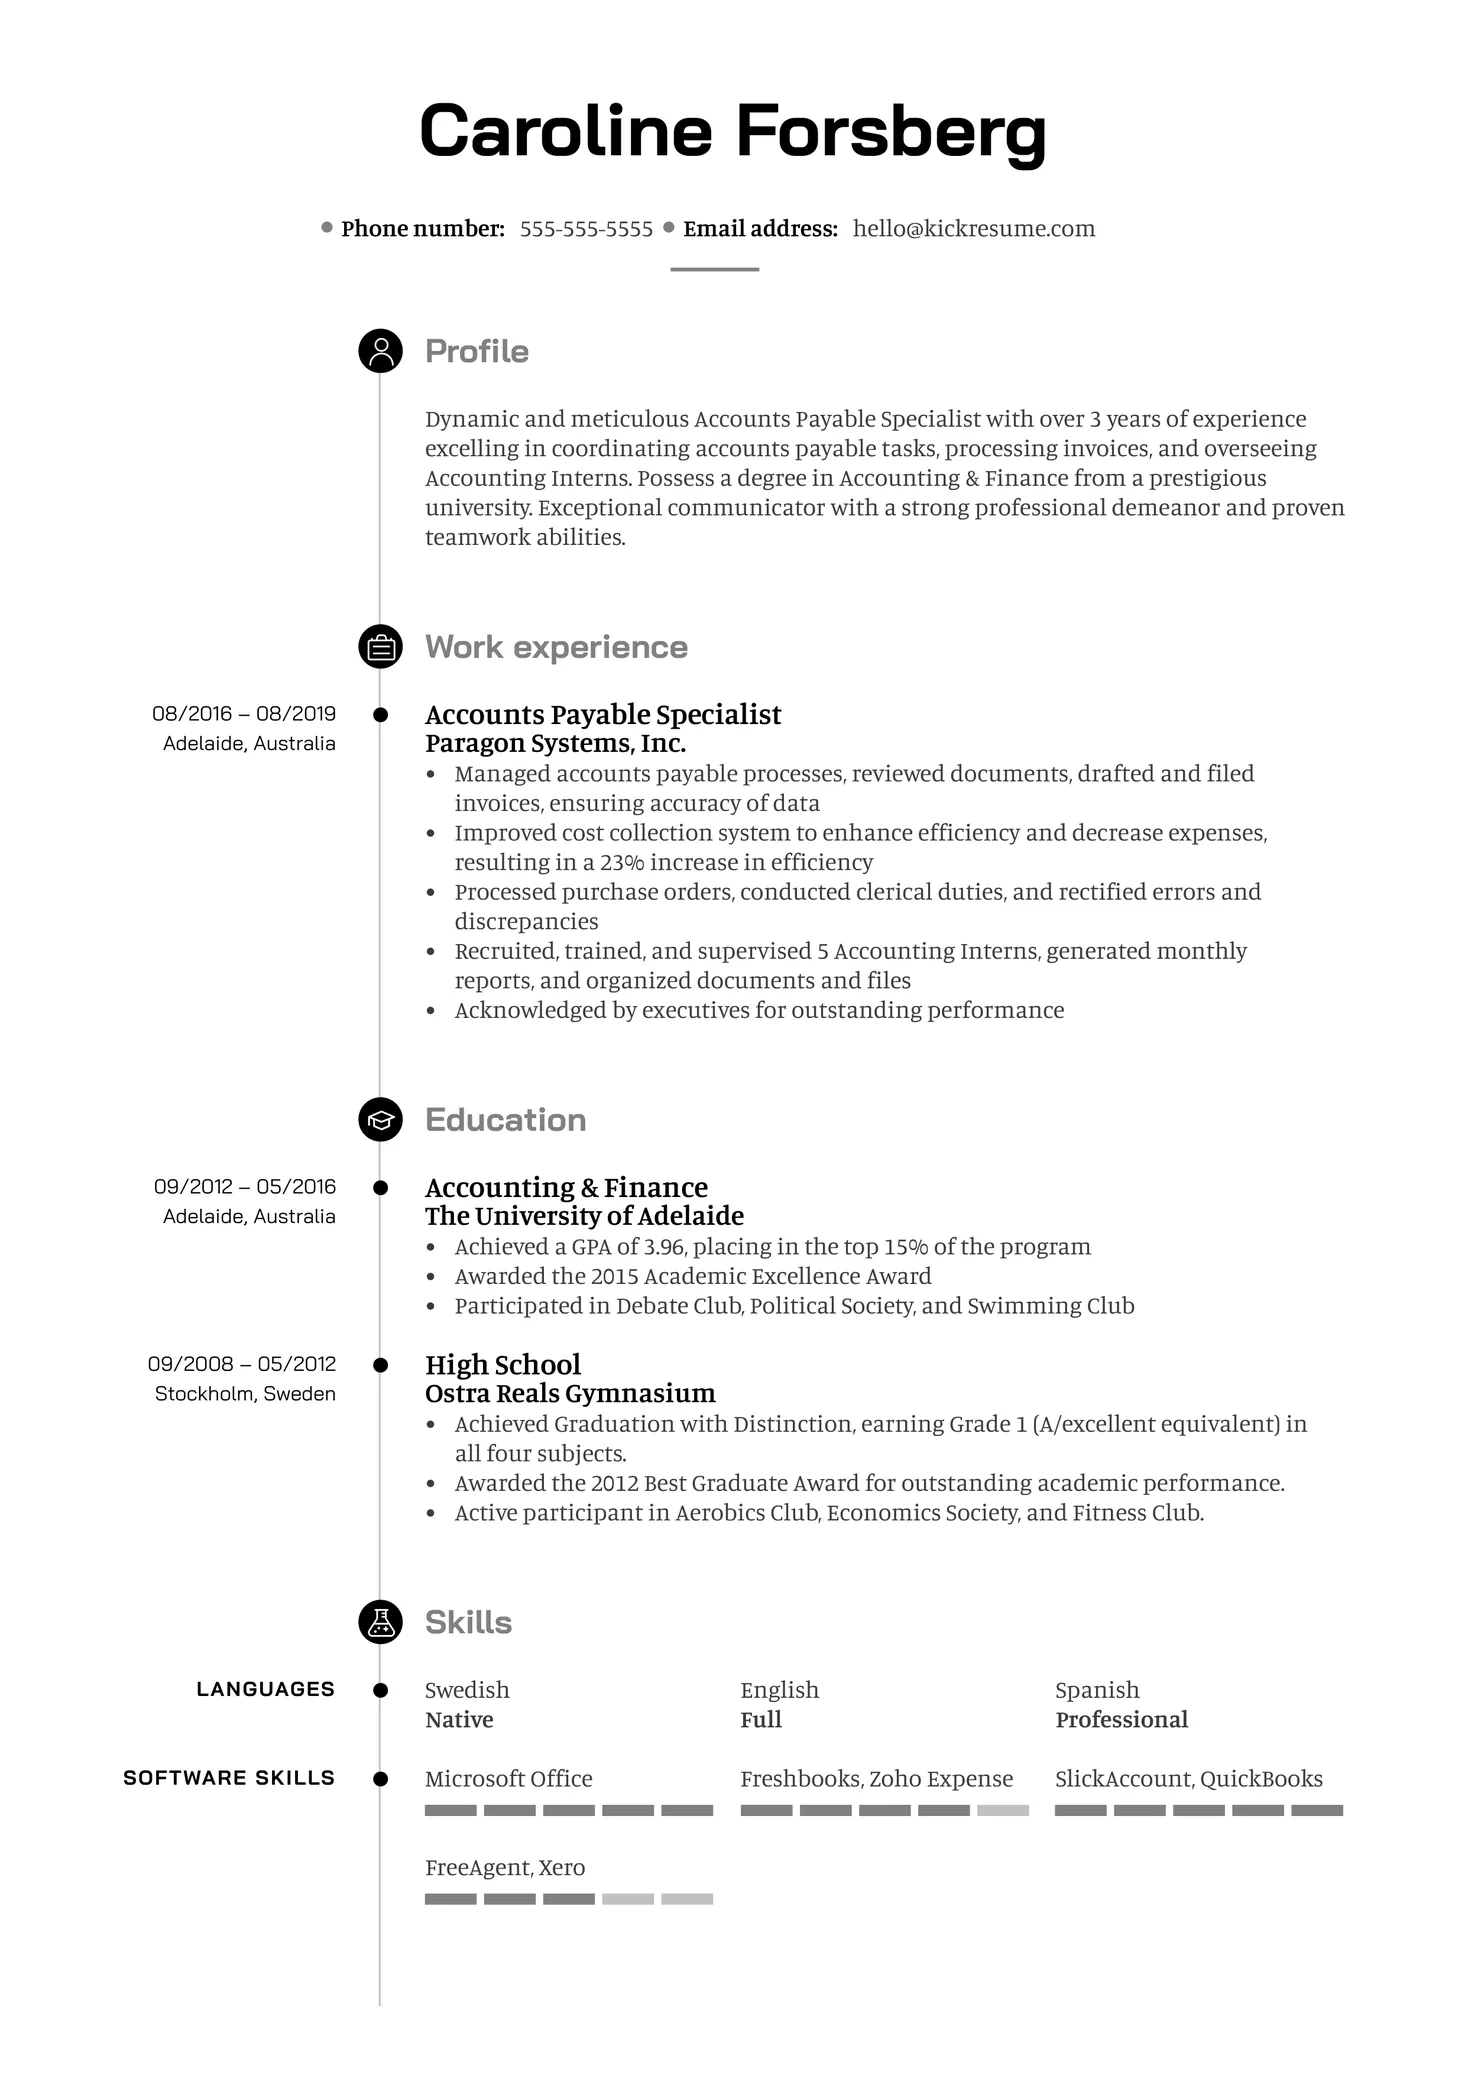 Caroline Forsberg
Phone number: 555-555-5555 Email address: hello@kickresume.com
Profile
Dynamic and meticulous Accounts Payable Specialist with over 3 years of experience
excelling in coordinating accounts payable tasks, processing invoices, and overseeing
Accounting Interns. Possess a degree in Accounting & Finance from a prestigious
university. Exceptional communicator with a strong professional demeanor and proven
teamwork abilities.
Work experience
08/2016 – 08/2019
Adelaide, Australia
Accounts Payable Specialist
Paragon Systems, Inc.
• Managed accounts payable processes, reviewed documents, drafted and filed
invoices, ensuring accuracy of data
• Improved cost collection system to enhance efficiency and decrease expenses,
resulting in a 23% increase in efficiency
• Processed purchase orders, conducted clerical duties, and rectified errors and
discrepancies
• Recruited, trained, and supervised 5 Accounting Interns, generated monthly
reports, and organized documents and files
• Acknowledged by executives for outstanding performance
Education
09/2012 – 05/2016
Adelaide, Australia
Accounting & Finance
The University of Adelaide
• Achieved a GPA of 3.96, placing in the top 15% of the program
• Awarded the 2015 Academic Excellence Award
• Participated in Debate Club, Political Society, and Swimming Club
09/2008 – 05/2012
Stockholm, Sweden
High School
Ostra Reals Gymnasium
• Achieved Graduation with Distinction, earning Grade 1 (A/excellent equivalent) in
all four subjects.
• Awarded the 2012 Best Graduate Award for outstanding academic performance.
• Active participant in Aerobics Club, Economics Society, and Fitness Club.
Skills
LANGUAGES
Swedish English Spanish
Native Full Professional
SOFTWARE SKILLS
Microsoft Office Freshbooks, Zoho Expense SlickAccount, QuickBooks
FreeAgent, Xero